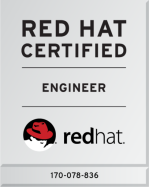 RED HAT
CERTIFIED
ENGINEER
redhat.
170-078-836